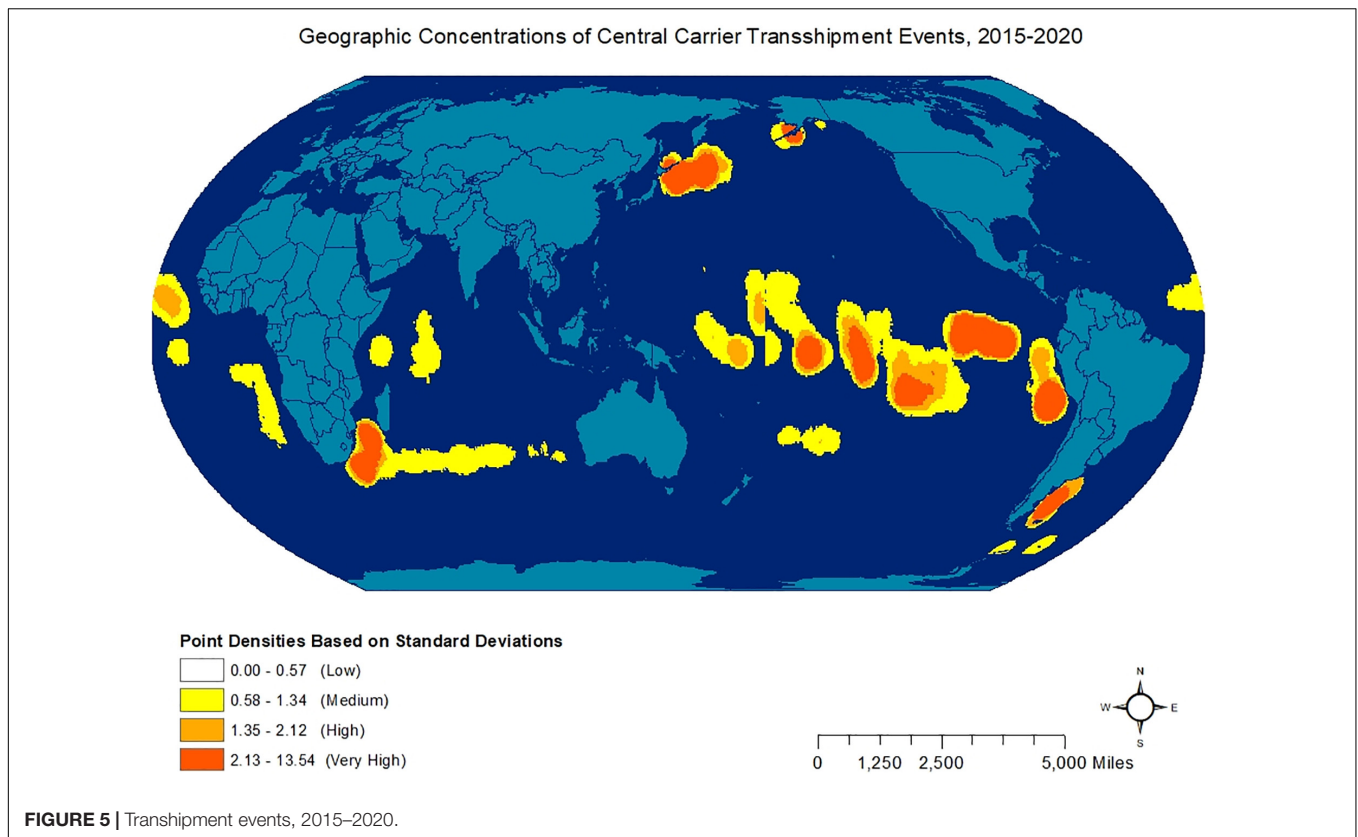 Geographic Concentrations of Central Carrier Transshipment Events, 2015-2020
Point Densities Based on Standard Deviations
0.00 - 0.57 (Low)
0.58 - 1.34 (Medium)
1.35 - 2.12 (High)
2.13 - 13.54 (Very High)
N
W E
S
0 1,250 2,500 5,000 Miles
FIGURE 5 | Transhipment events, 2015–2020.